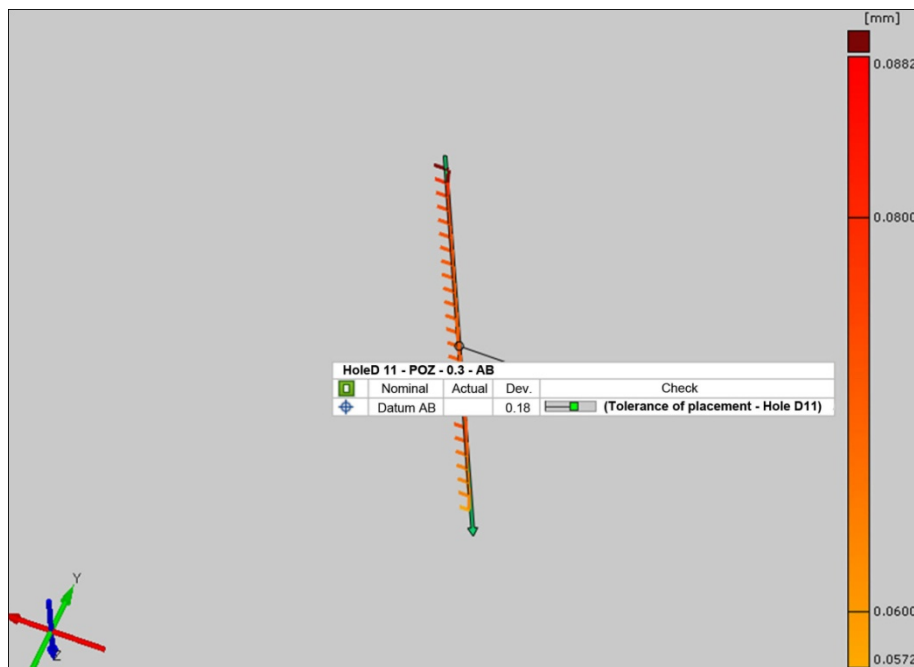 [mm]
0.0882
0.0800
HoleD 11 - POZ - 0.3 - AB
Nominal Actual Dev. Check
Datum AB 0.18 (Tolerance of placement - Hole D11)
0.0600
0.0572
Y
Z